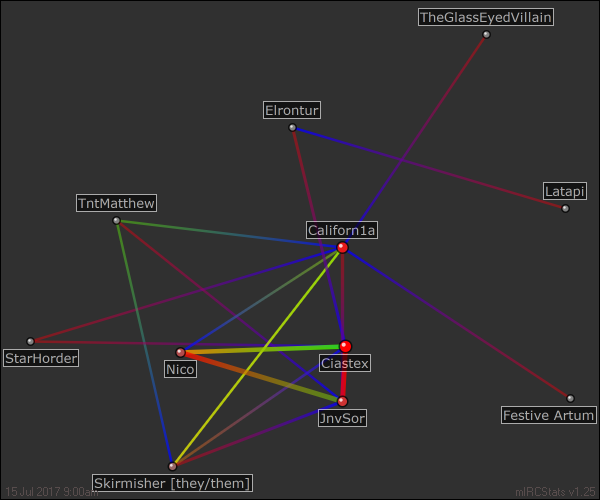 TheGlassEyedVillain
Elrontur
Latapi
TntMatthew
Californ1a
StarHorder
Nico
Ciastex
JnvSor
Festive Artum
Skirmisher [they/them]
15 Jul 2017 9:00am
mIRCStats v1.25